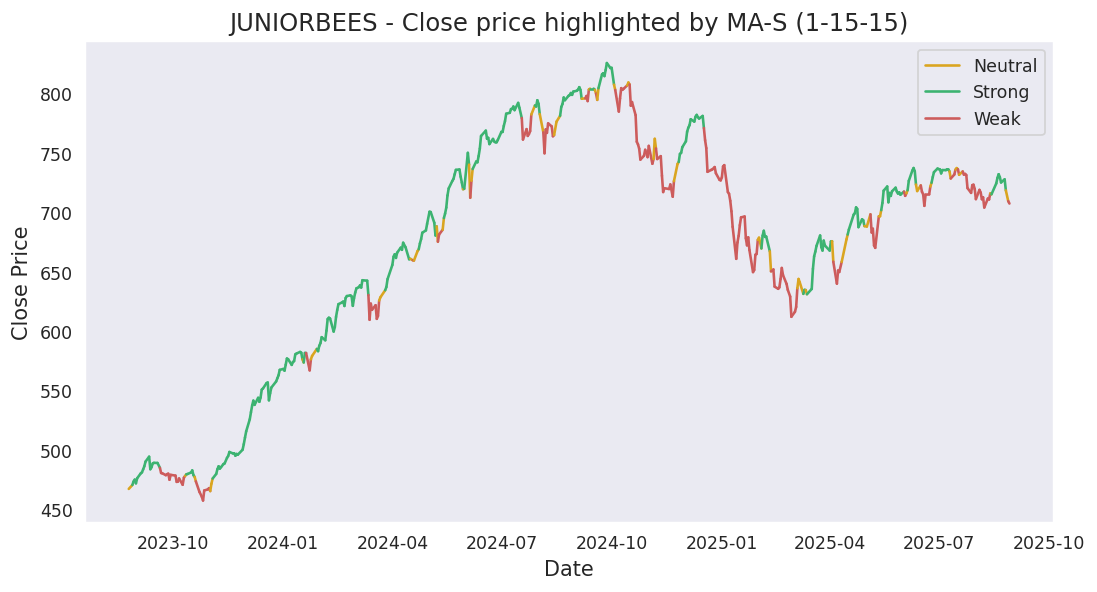 JUNIORBEES - Close price highlighted by MA-S (1-15-15)
Neutral
Strong
Weak
Close Price
800
750
700
650
600
550
500
450
2023-10 2024-01 2024-04 2024-07 2024-10 2025-01 2025-04 2025-07 2025-10
Date